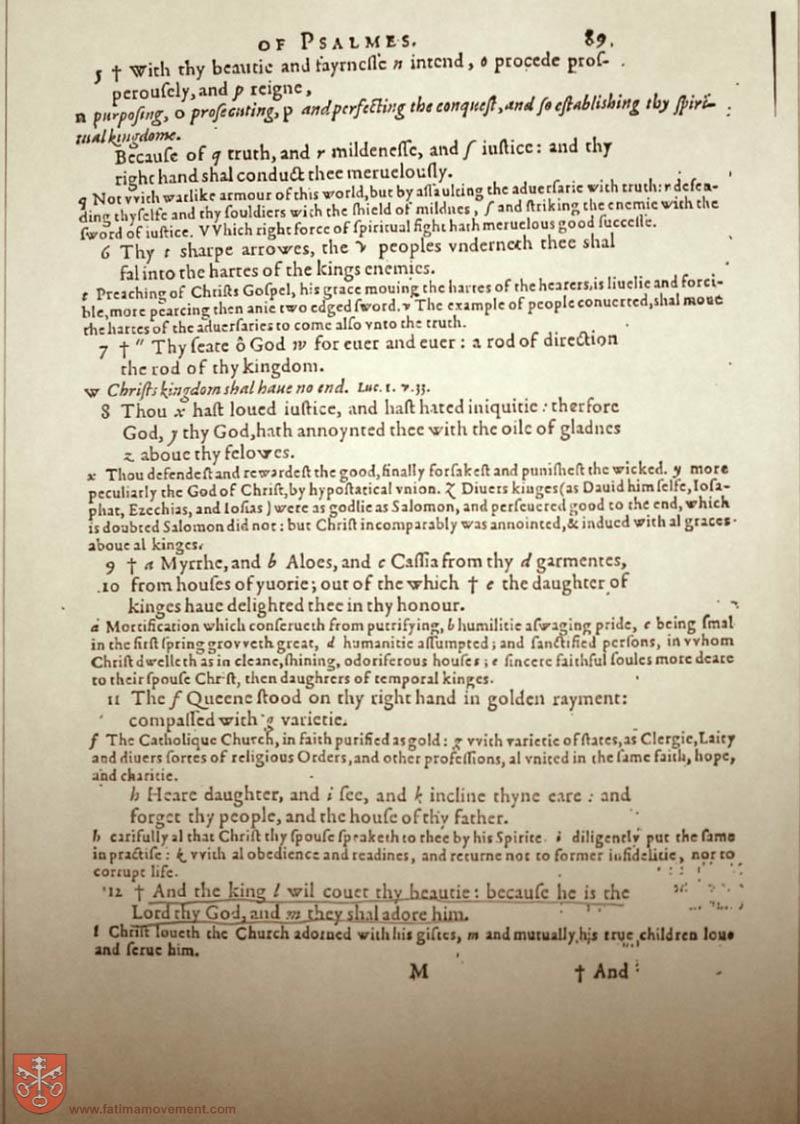 OF PSALMES. 89.
5 † With thy beautie and fayrnesse n intend, o procede pros-
perously, and p reigne,
n purposing, o prosecuting, p and perfecting the conquest, and so establishing thy spiri-
tual kingdome.
Because of q truth, and r mildenesse, and ſ iustice: and thy
right hand shal conduct thee meruelously.
q Not vvith warlike armour of this world, but by assaulting the aduersarie with truth: r defen-
ding thyselfe and thy souldiers with the shield of mildnes, ſ and striking the enemie with the
sword of iustice. VVhich right force of spiritual fight hath meruelous good successe.
6 Thy t sharpe arrowes, the v peoples vnderneth thee shal
fal into the hartes of the kings enemies.
t Preaching of Christs Gospel, his grace mouing the hartes of the hearers, is liuelie and forci-
ble, more pearcing then anie two edged sword. v The example of people conuerted, shal moue
the hartes of the aduersaries to come also vnto the truth.
7 † " Thy seate ô God w for euer and euer: a rod of direction
the rod of thy kingdom.
w Christs kingdom shal haue no end. Luc. 1. v. 33.
8 Thou x hast loued iustice, and hast hated iniquitie: therfore
God, y thy God, hath annoynted thee with the oile of gladnes
z aboue thy felowes.
x Thou defendest and rewardest the good, finally forsakest and punishest the wicked. y more
peculiarly the God of Christ, by hypostatical vnion. z Diuers kinges (as Dauid him selfe, Iosa-
phat, Ezechias, and Iosias) were as godlie as Salomon, and perseuered good to the end, which
is doubted Salomon did not: but Christ incomparably was annointed, & indued with al graces
aboue al kinges.
9 † a Myrrhe, and b Aloes, and c Cassia from thy d garmentes,
10 from houses of yuorie; out of the which † e the daughter of
kinges haue delighted thee in thy honour.
a Mortification which conserueth from putrifying, b humilitie aswaging pride, c being smal
in the first spring grovveth great, d humanitie assumpted; and sanctified persons, in vvhom
Christ dwelleth as in cleane, shining, odoriferous houses; e sincere faithful soules more deare
to their spouse Christ, then daughters of temporal kinges.
11 The f Queene stood on thy right hand in golden rayment:
compassed with g varietie.
f The Catholique Church, in faith purified as gold: g vvith varietie of states, as Clergie, Laity
and diuers sortes of religious Orders, and other professions, al vnited in the same faith, hope,
and charitie.
h Heare daughter, and i see, and k incline thyne eare: and
forget thy people, and the house of thy father.
h carifully al that Christ thy spouse speaketh to thee by his Spirite. i diligently put the same
in practise: k vvith al obedience and readines, and returne not to former infidelitie, nor to
corrupt life.
12 † And the king l wil couet thy beautie: because he is the
Lord thy God, and m they shal adore him.
l Christ loueth the Church adorned with his giftes, m and mutually his true children loue
and serue him.
M † And
www.fatimamovement.com